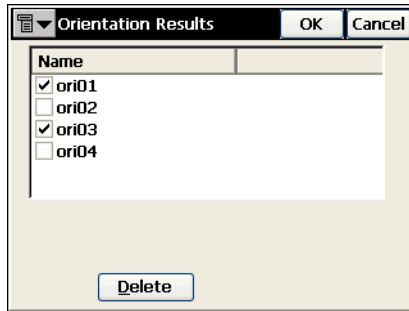 Orientation Results OK Cancel
Name
ori01
ori02
ori03
ori04
Delete